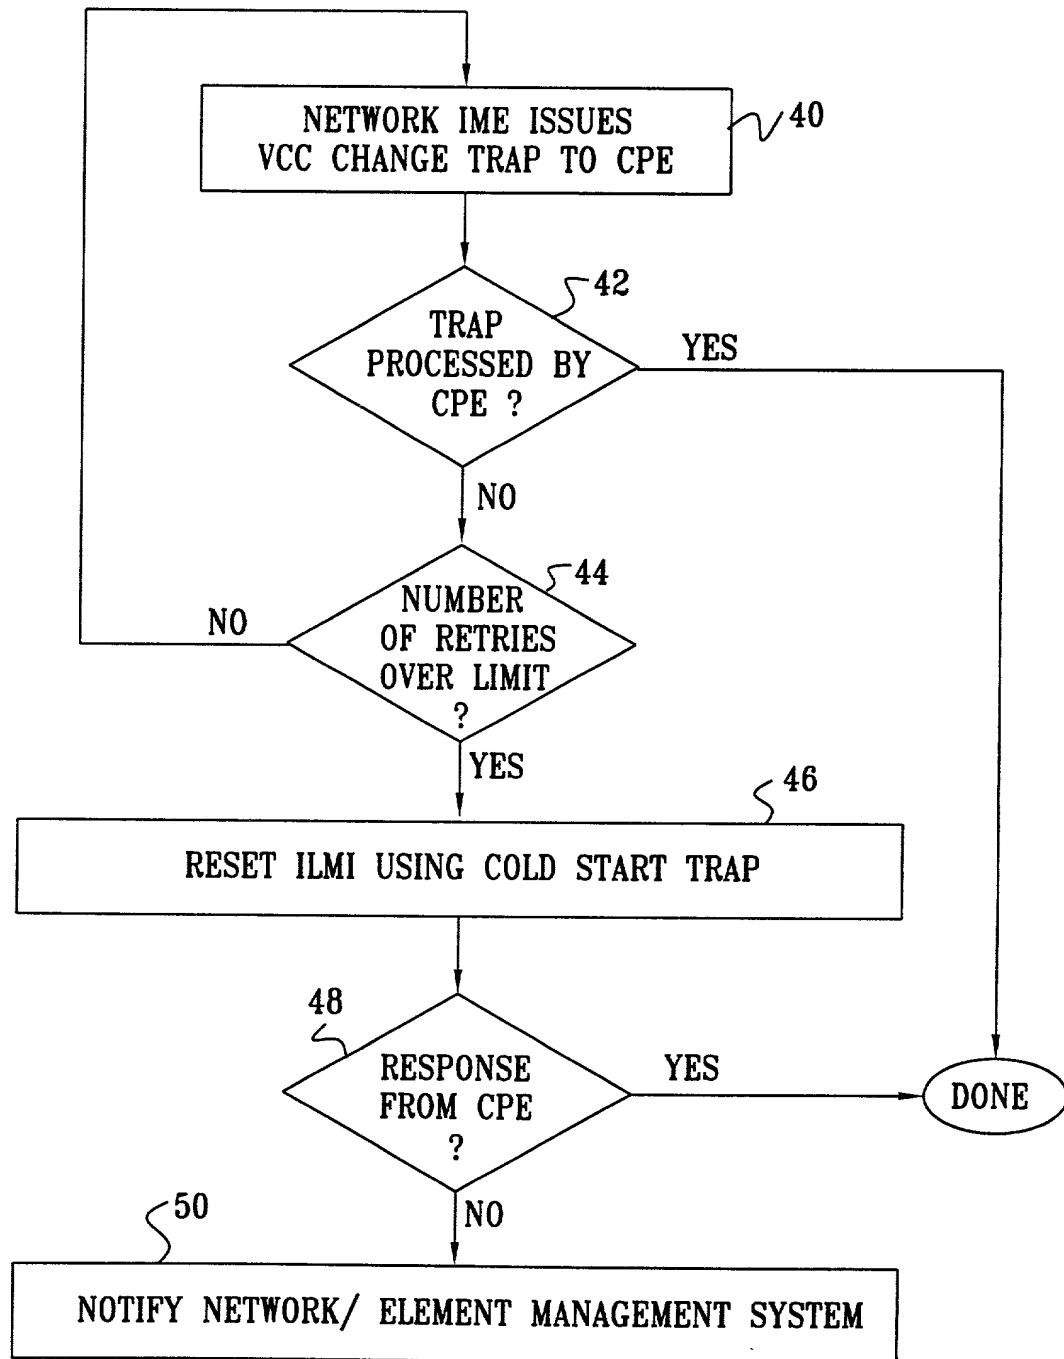 NETWORK IME ISSUES
VCC CHANGE TRAP TO CPE
40
42
TRAP
PROCESSED BY
CPE ?
YES
NO
44
NUMBER
OF RETRIES
OVER LIMIT
?
NO
YES
46
RESET ILMI USING COLD START TRAP
48
RESPONSE
FROM CPE
?
YES
DONE
NO
50
NOTIFY NETWORK/ ELEMENT MANAGEMENT SYSTEM